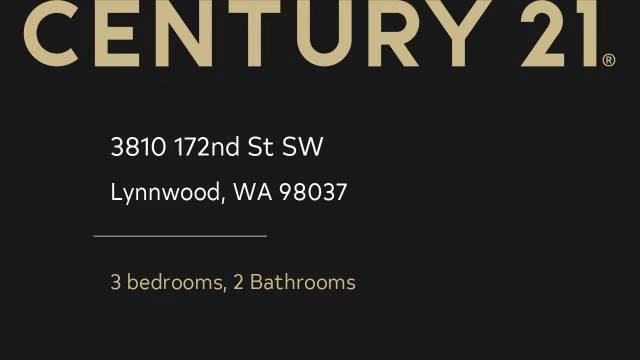 CENTURY 21®
3810 172nd St SW
Lynnwood, WA 98037
3 bedrooms, 2 Bathrooms